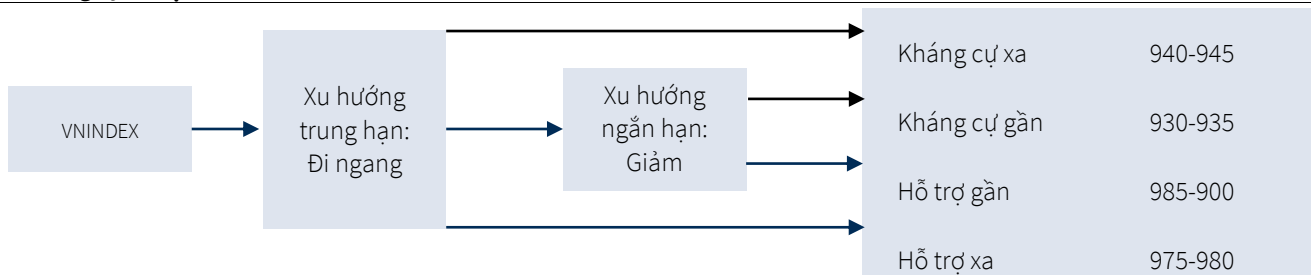 VNINDEX
Xu hướng
trung hạn:
Đi ngang
Xu hướng
ngắn hạn:
Giảm
Kháng cự xa 940-945
Kháng cự gần 930-935
Hỗ trợ gần 985-900
Hỗ trợ xa 975-980